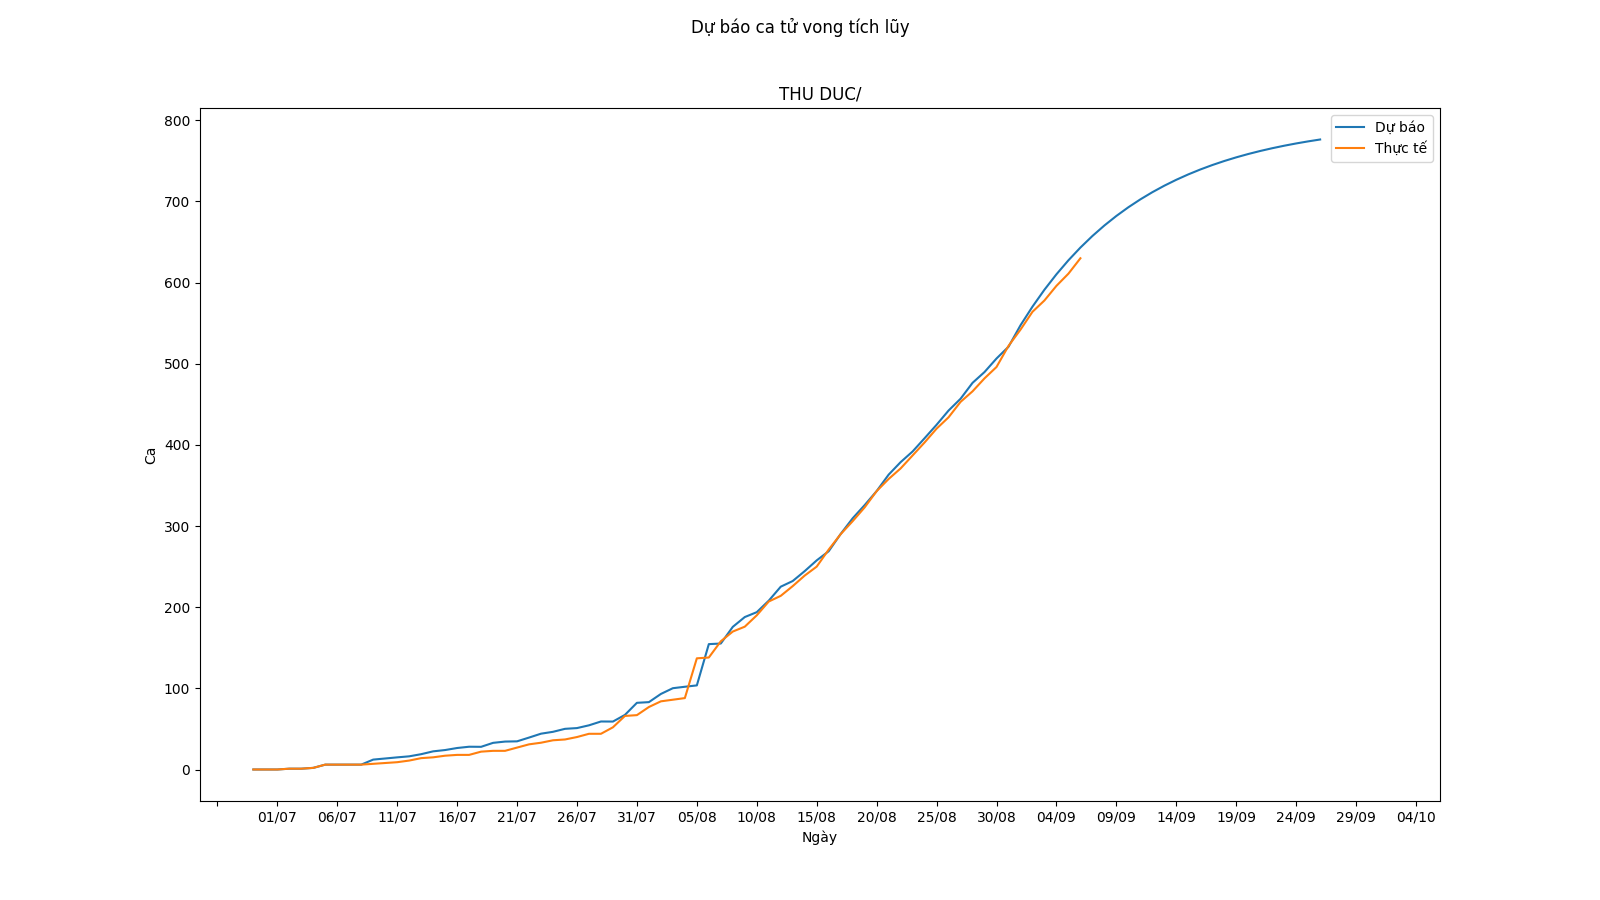 Dự báo ca tử vong tích lũy
THU DUC/
Dự báo
Thực tế
800
700
600
500
400
300
200
100
0
Ca
01/07 06/07 11/07 16/07 21/07 26/07 31/07 05/08 10/08 15/08 20/08 25/08 30/08 04/09 09/09 14/09 19/09 24/09 29/09 04/10
Ngày